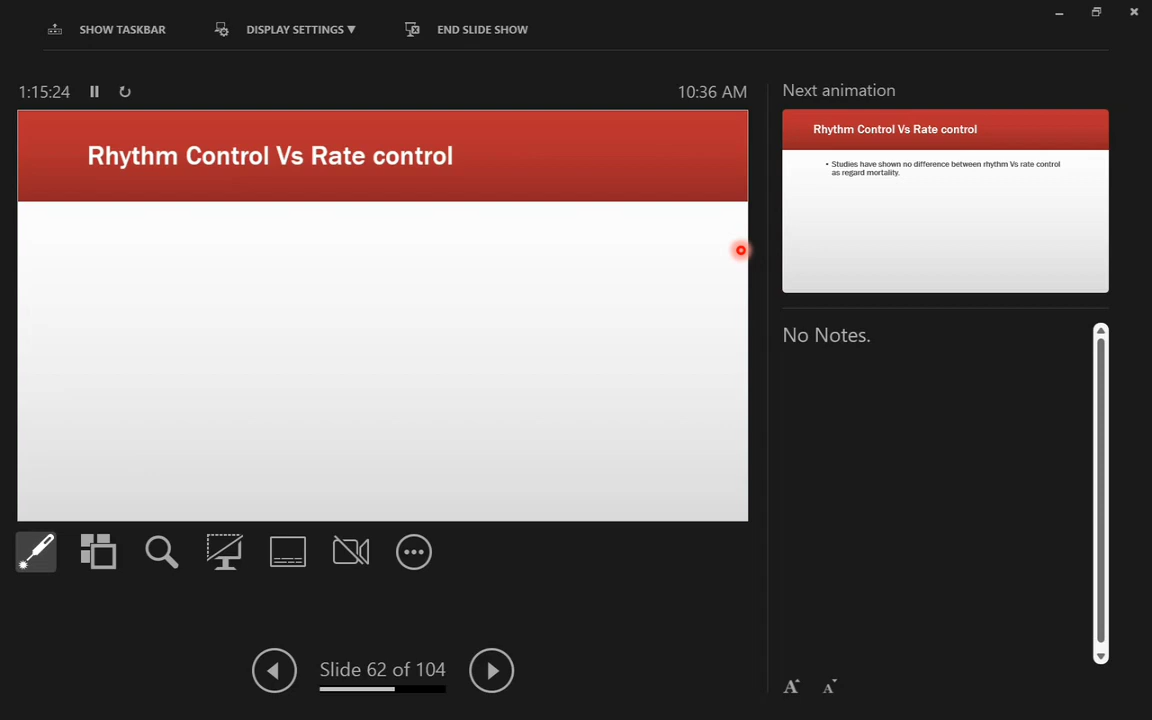 SHOW TASKBAR
DISPLAY SETTINGS ▼
END SLIDE SHOW
1:15:24
10:36 AM
Next animation
Rhythm Control Vs Rate control
Rhythm Control Vs Rate control
• Studies have shown no difference between rhythm Vs rate control
as regard mortality.
No Notes.
Slide 62 of 104
A A